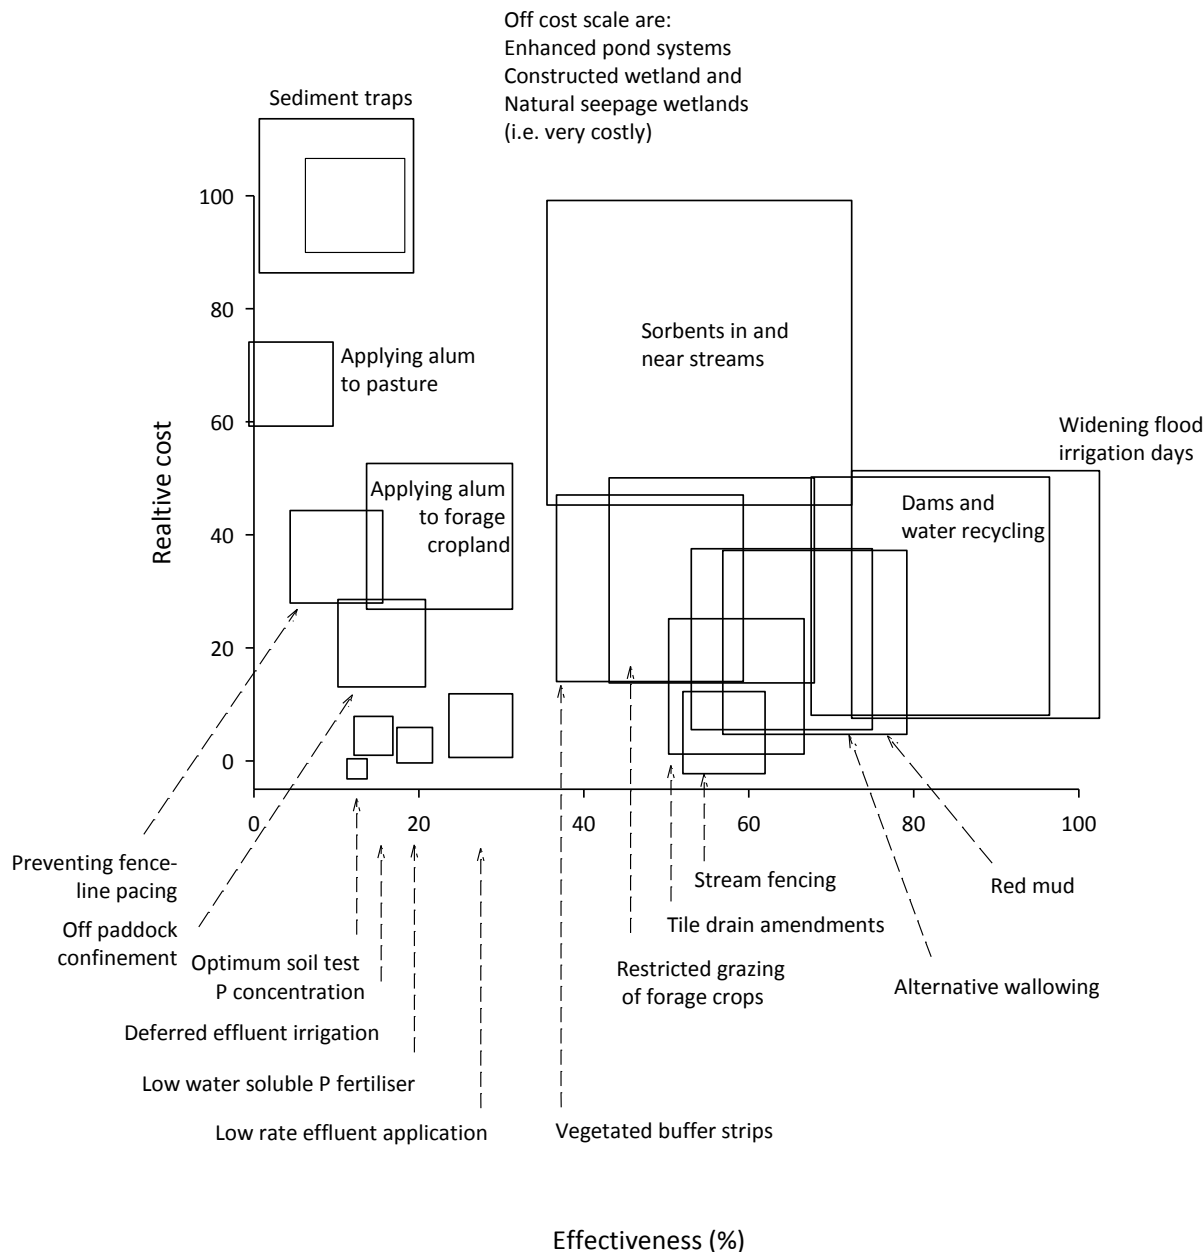 Off cost scale are:
Enhanced pond systems
Constructed wetland and
Natural seepage wetlands
(i.e. very costly)
Sediment traps
100
80
Sorbents in and
near streams
Applying alum
to pasture
60
Widening flood
irrigation days
Realtive cost
Applying alum
to forage
cropland
Dams and
water recycling
40
20
0
0
20
40
60
80
100
Preventing fence-
line pacing
Stream fencing
Red mud
Off paddock
confinement
Tile drain amendments
Optimum soil test
P concentration
Restricted grazing
of forage crops
Alternative wallowing
Deferred effluent irrigation
Low water soluble P fertiliser
Low rate effluent application
Vegetated buffer strips
Effectiveness (%)